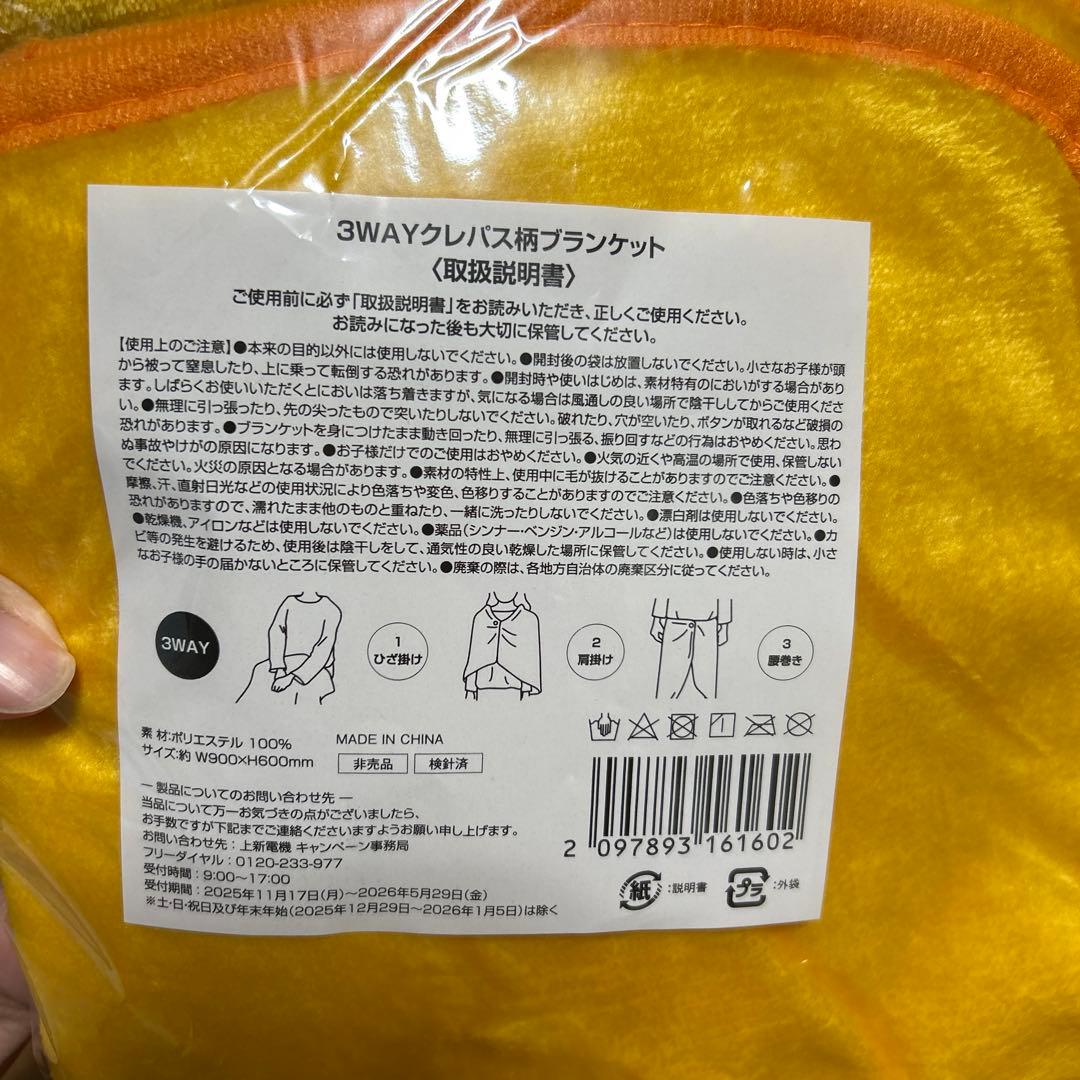 3WAYクレパス柄ブランケット
〈取扱説明書〉
ご使用前に必ず「取扱説明書」をお読みいただき、正しくご使用ください。
お読みになった後も大切に保管してください。
【使用上のご注意】●本来の目的以外には使用しないでください。●開封後の袋は放置しないでください。小さなお子様が頭
から被って窒息したり、上に乗って転倒する恐れがあります。●開封時や使いはじめは、素材特有のにおいがする場合があり
ます。しばらくお使いいただくとにおいは落ち着きますが、気になる場合は風通しの良い場所で陰干ししてからご使用くださ
い。●無理に引っ張ったり、先の尖ったもので突いたりしないでください。破れたり、穴が空いたり、ボタンが取れるなど破損の
恐れがあります。●ブランケットを身につけたまま動き回ったり、無理に引っ張る、振り回すなどの行為はおやめください。思わ
ぬ事故やけがの原因になります。●お子様だけでのご使用はおやめください。●火気の近くや高温の場所で使用、保管しない
でください。火災の原因となる場合があります。●素材の特性上、使用中に毛が抜けることがありますのでご注意ください。●
摩擦、汗、直射日光などの使用状況により色落ちや変色、色移りすることがありますのでご注意ください。●色落ちや色移りの
恐れがありますので、濡れたまま他のものと重ねたり、一緒に洗ったりしないでください。●漂白剤は使用しないでください。
●乾燥機、アイロンなどは使用しないでください。●薬品(シンナー・ベンジン・アルコールなど)は使用しないでください。●カ
ビ等の発生を避けるため、使用後は陰干しをして、通気性の良い乾燥した場所に保管してください。●使用しない時は、小さ
なお子様の手の届かないところに保管してください。●廃棄の際は、各地方自治体の廃棄区分に従ってください。
3WAY
1
ひざ掛け
2
肩掛け
3
腰巻き
素 材:ポリエステル 100%
サイズ:約 W900×H600mm
MADE IN CHINA
非売品
検針済
― 製品についてのお問い合わせ先 ―
当品について万一お気づきの点がございましたら、
お手数ですが下記までご連絡くださいますようお願い申し上げます。
お問い合わせ先：上新電機 キャンペーン事務局
フリーダイヤル：0120-233-977
受付時間：9:00～17:00
受付期間：2025年11月17日(月)～2026年5月29日(金)
※土・日・祝日及び年末年始(2025年12月29日～2026年1月5日)は除く
2 097893 161602
紙：説明書
プラ：外袋